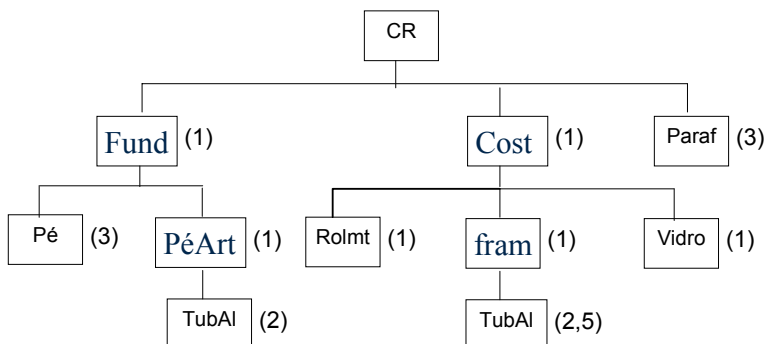 CR
Fund (1) Cost (1) Paraf (3)
Pé (3) PéArt (1) Rolmt (1) fram (1) Vidro (1)
TubAl (2) TubAl (2,5)